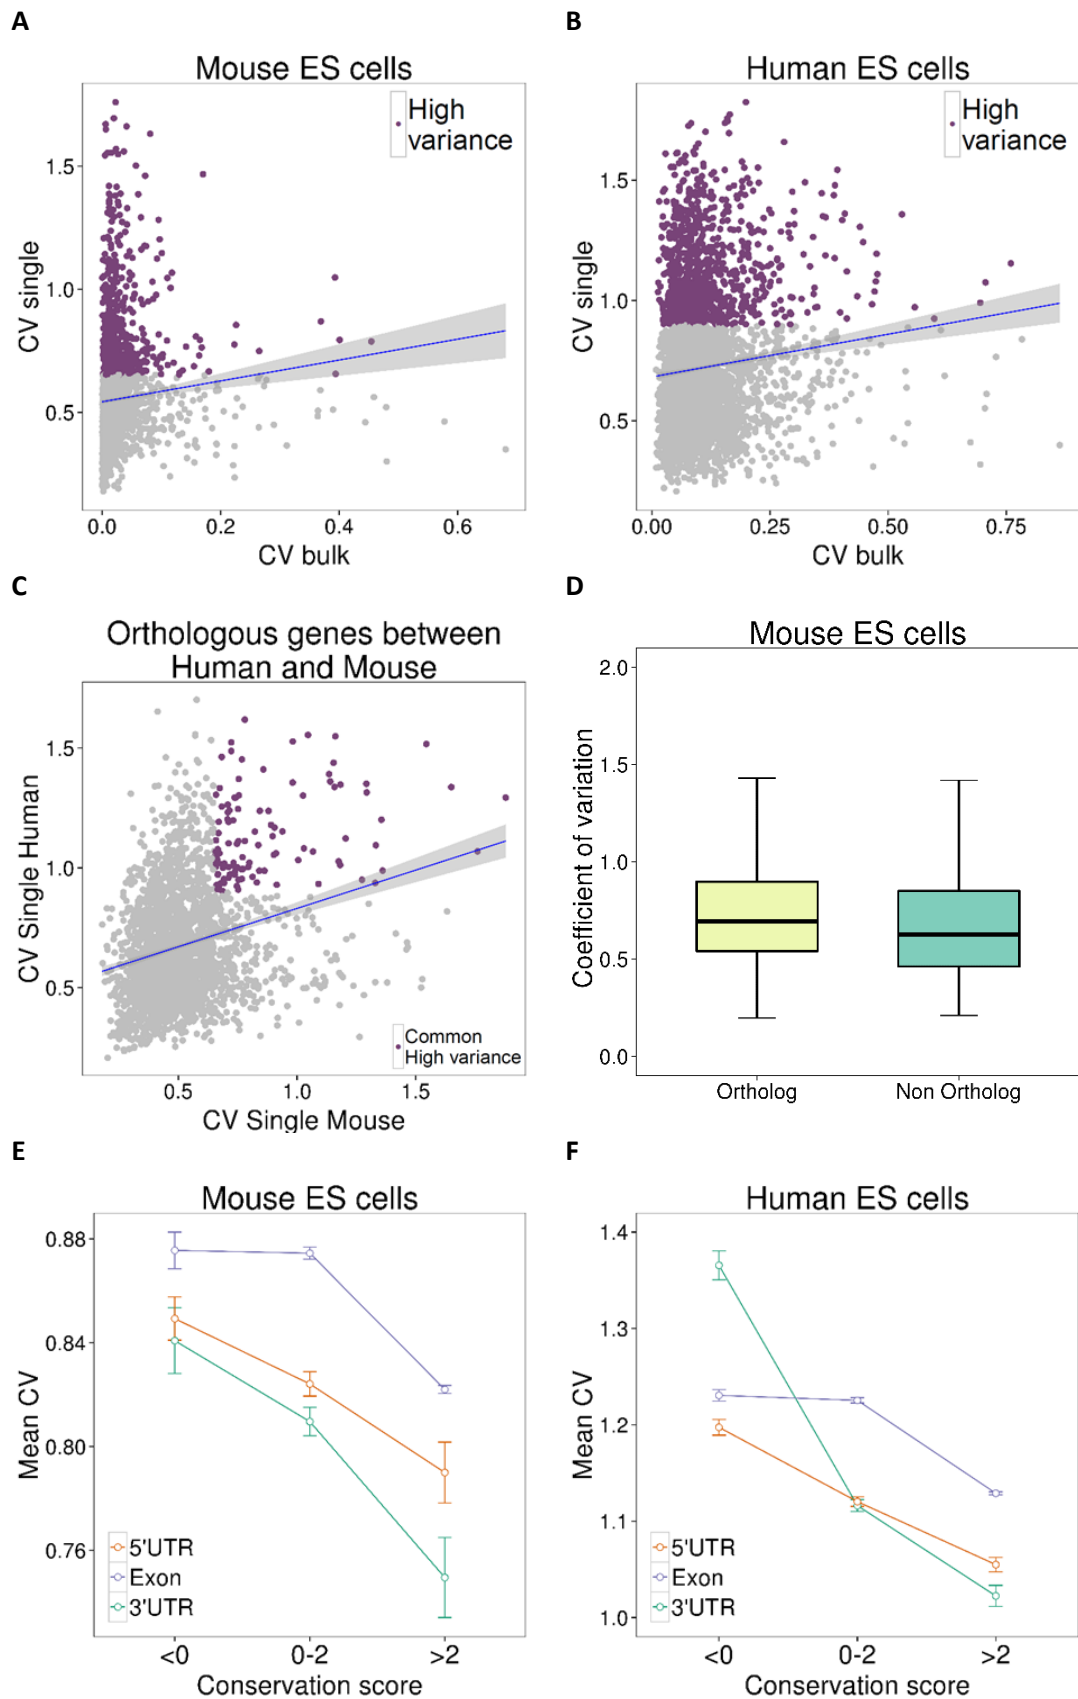 A
Mouse ES cells
High
variance
CV single
1.5
1.0
0.5
0.0
0.2
0.4
0.6
CV bulk
B
Human ES cells
High
variance
CV single
1.5
1.0
0.5
0.00
0.25
0.50
0.75
CV bulk
C
Orthologous genes between
Human and Mouse
CV Single Human
1.5
1.0
0.5
Common
High variance
0.5
1.0
1.5
CV Single Mouse
D
Mouse ES cells
Coefficient of variation
2.0
1.5
1.0
0.5
0.0
Ortholog
Non Ortholog
E
Mouse ES cells
Mean CV
0.88
0.84
0.80
0.76
5'UTR
Exon
3'UTR
<0
0-2
>2
Conservation score
F
Human ES cells
Mean CV
1.4
1.3
1.2
1.1
1.0
5'UTR
Exon
3'UTR
<0
0-2
>2
Conservation score